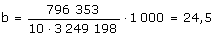 b = 796 353 / 10 · 3 249 198 · 1 000 = 24,5